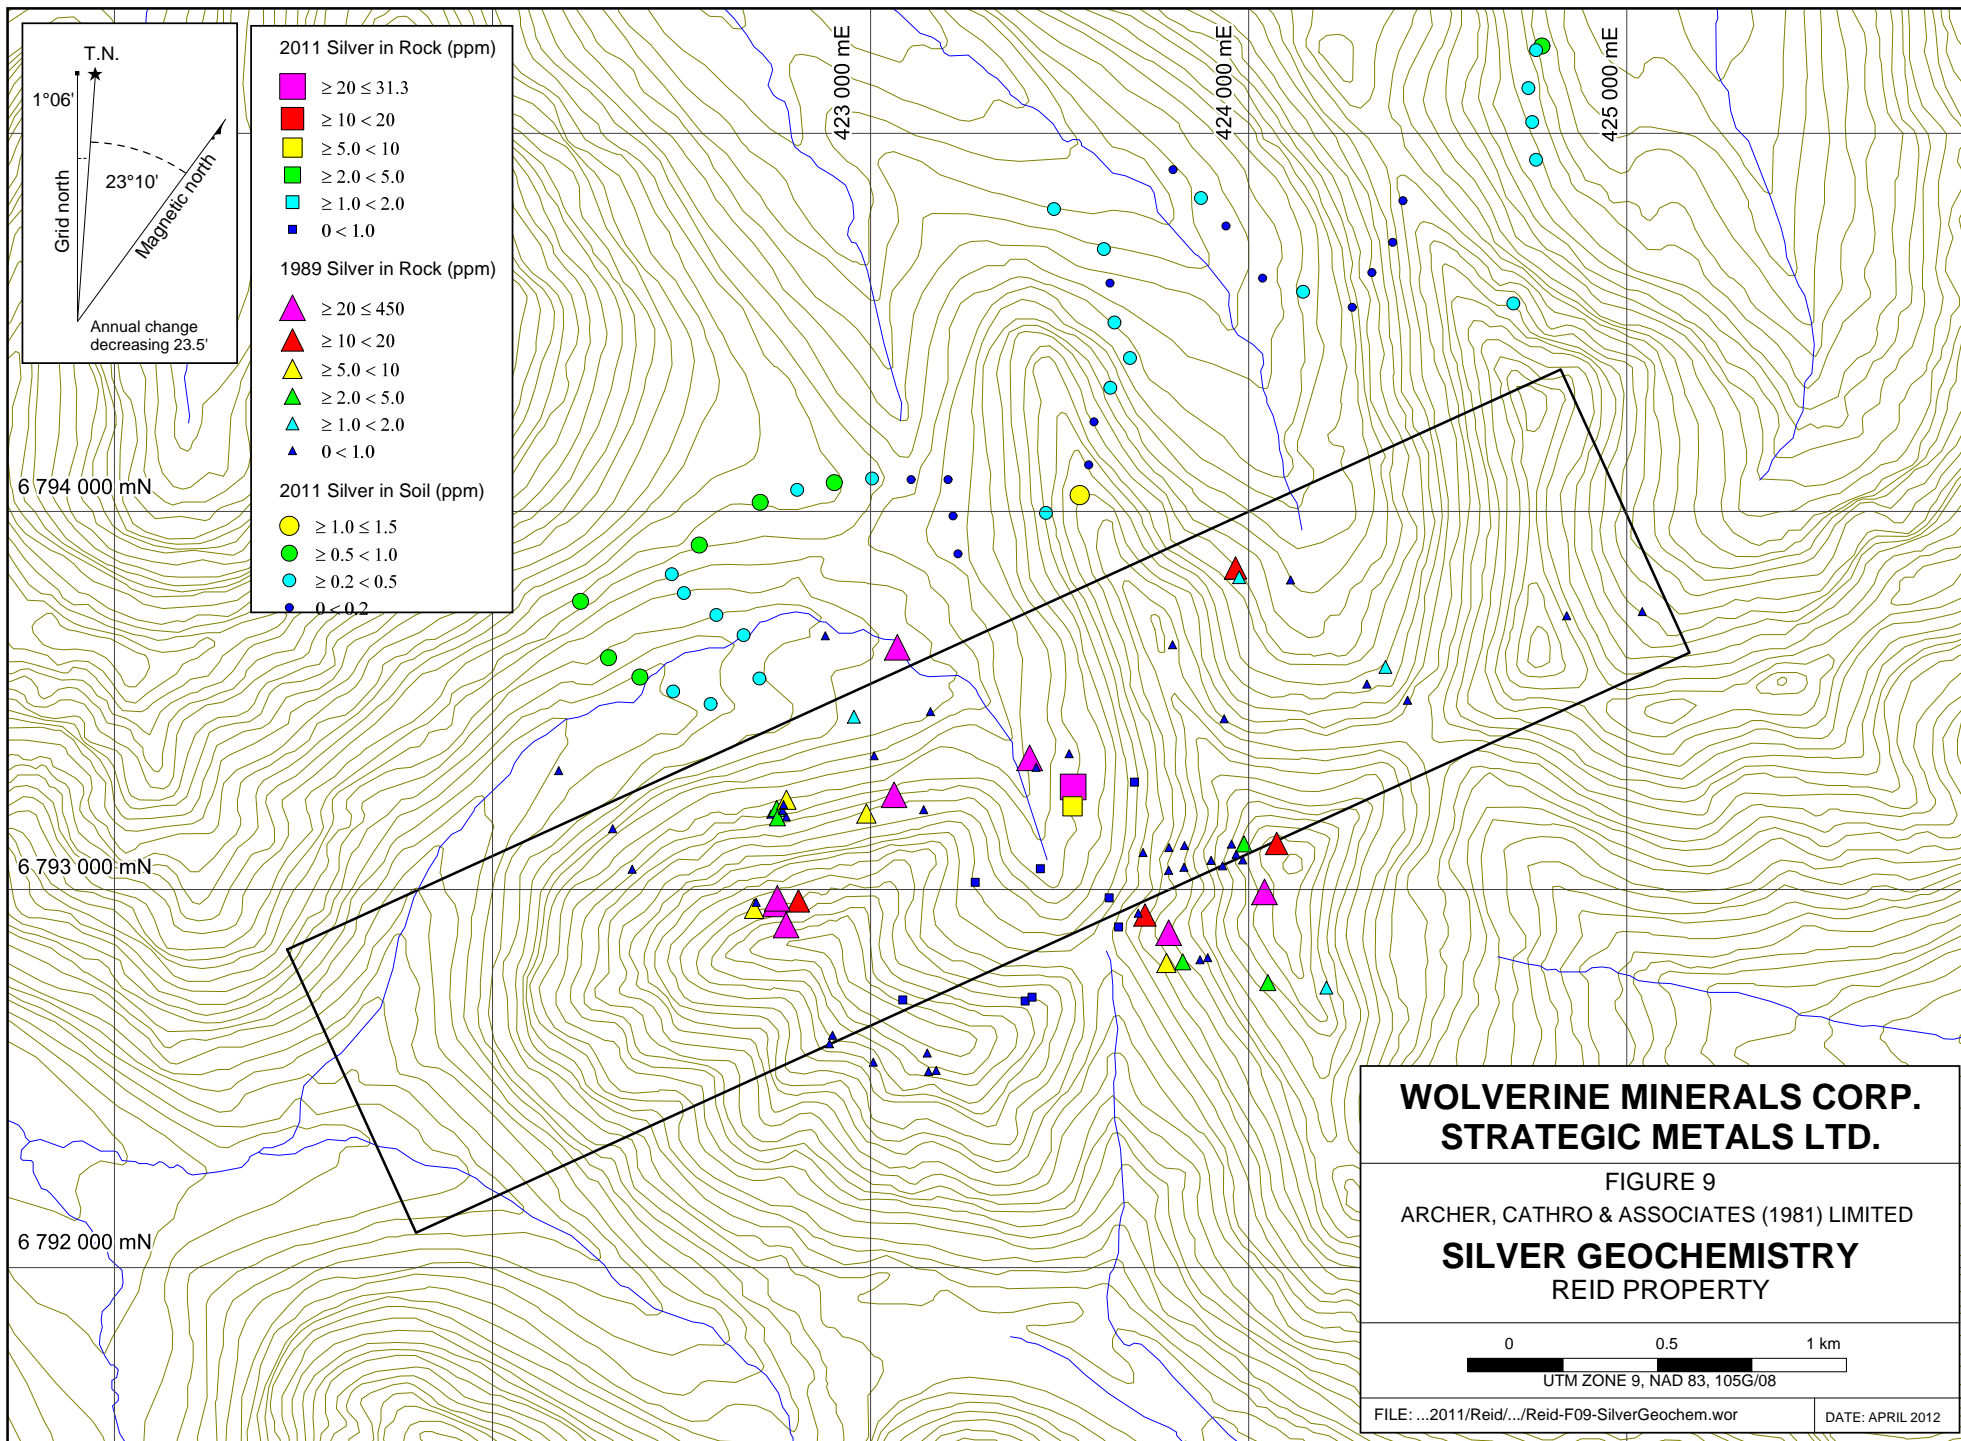 T.N.
1°06'
23°10'
Grid north
Magnetic north
Annual change
decreasing 23.5'
2011 Silver in Rock (ppm)
≥ 20 ≤ 31.3
≥ 10 < 20
≥ 5.0 < 10
≥ 2.0 < 5.0
≥ 1.0 < 2.0
0 < 1.0
1989 Silver in Rock (ppm)
≥ 20 ≤ 450
≥ 10 < 20
≥ 5.0 < 10
≥ 2.0 < 5.0
≥ 1.0 < 2.0
0 < 1.0
2011 Silver in Soil (ppm)
≥ 1.0 ≤ 1.5
≥ 0.5 < 1.0
≥ 0.2 < 0.5
0 < 0.2
423 000 mE
424 000 mE
425 000 mE
6 794 000 mN
6 793 000 mN
6 792 000 mN
WOLVERINE MINERALS CORP.
STRATEGIC METALS LTD.
FIGURE 9
ARCHER, CATHRO & ASSOCIATES (1981) LIMITED
SILVER GEOCHEMISTRY
REID PROPERTY
0 0.5 1 km
UTM ZONE 9, NAD 83, 105G/08
FILE: ...2011/Reid/.../Reid-F09-SilverGeochem.wor
DATE: APRIL 2012